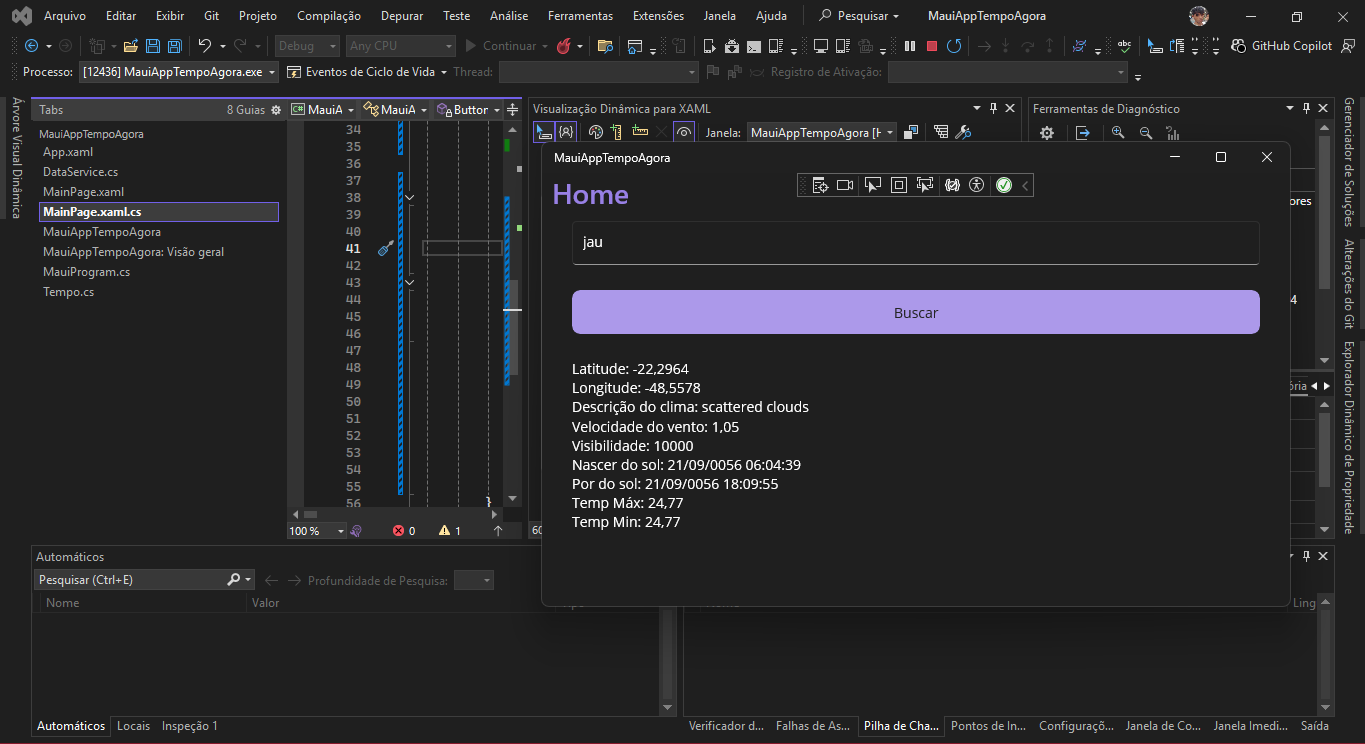 Arquivo Editar Exibir Git Projeto Compilação Depurar Teste Análise Ferramentas Extensões Janela Ajuda Pesquisar MauiAppTempoAgora
Debug Any CPU Continuar GitHub Copilot
Processo: [12436] MauiAppTempoAgora.exe Eventos de Ciclo de Vida Thread: Registro de Ativação:
Árvore Visual Dinâmica
Tabs 8 Guias
MauiAppTempoAgora
App.xaml
DataService.cs
MainPage.xaml
MainPage.xaml.cs
MauiAppTempoAgora
MauiAppTempoAgora: Visão geral
MauiProgram.cs
Tempo.cs
MauiA MauiA Button
34
35
36
37
38
39
40
41
42
43
44
45
46
47
48
49
50
51
52
53
54
55
56 }
100 % 0 1
Visualização Dinâmica para XAML
Janela: MauiAppTempoAgora [H
60
Ferramentas de Diagnóstico
ores
4
ória
MauiAppTempoAgora
Home
jau
Buscar
Latitude: -22,2964
Longitude: -48,5578
Descrição do clima: scattered clouds
Velocidade do vento: 1,05
Visibilidade: 10000
Nascer do sol: 21/09/0056 06:04:39
Por do sol: 21/09/0056 18:09:55
Temp Máx: 24,77
Temp Min: 24,77
Gerenciador de Soluções
Alterações do Git
Explorador Dinâmico de Propriedade
Automáticos
Pesquisar (Ctrl+E) Profundidade de Pesquisa:
Nome Valor
Ling
Automáticos Locais Inspeção 1
Verificador d... Falhas de As... Pilha de Cha... Pontos de In... Configuraçõ... Janela de Co... Janela Imedi... Saída